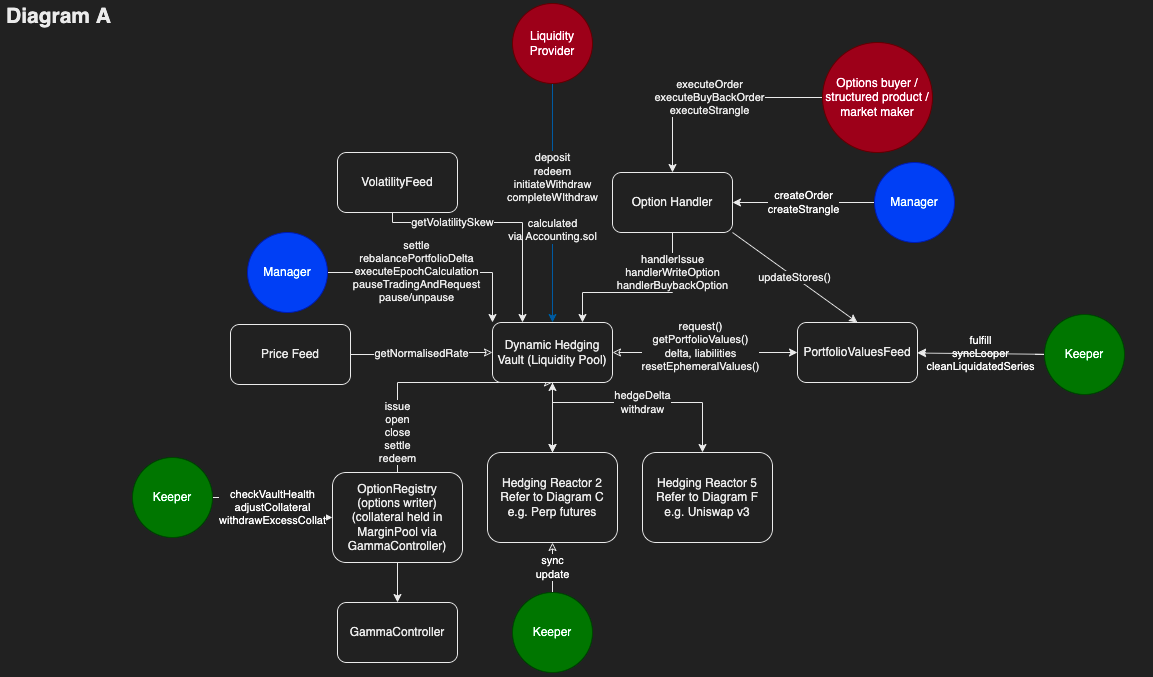 Diagram A
Liquidity
Provider
Options buyer /
structured product /
market maker
executeOrder
executeBuyBackOrder
executeStrangle
deposit
redeem
initiateWithdraw
completeWIthdraw
VolatilityFeed
Option Handler
createOrder
createStrangle
Manager
getVolatilitySkew
calculated
via Accounting.sol
Manager
settle
rebalancePortfolioDelta
executeEpochCalculation
pauseTradingAndRequest
pause/unpause
handlerIssue
handlerWriteOption
handlerBuybackOption
updateStores()
Price Feed
getNormalisedRate
Dynamic Hedging
Vault (Liquidity Pool)
request()
getPortfolioValues()
delta, liabilities
resetEphemeralValues()
PortfolioValuesFeed
fulfill
syncLooper
cleanLiquidatedSeries
Keeper
issue
open
close
settle
redeem
hedgeDelta
withdraw
Keeper
checkVaultHealth
adjustCollateral
withdrawExcessCollat
OptionRegistry
(options writer)
(collateral held in
MarginPool via
GammaController)
Hedging Reactor 2
Refer to Diagram C
e.g. Perp futures
Hedging Reactor 5
Refer to Diagram F
e.g. Uniswap v3
sync
update
GammaController
Keeper